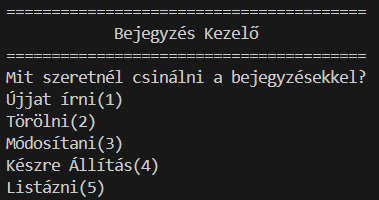 ========================================
Bejegyzés Kezelő
========================================
Mit szeretnél csinálni a bejegyzésekkel?
Újjat írni(1)
Törölni(2)
Módosítani(3)
Készre Állítás(4)
Listázni(5)